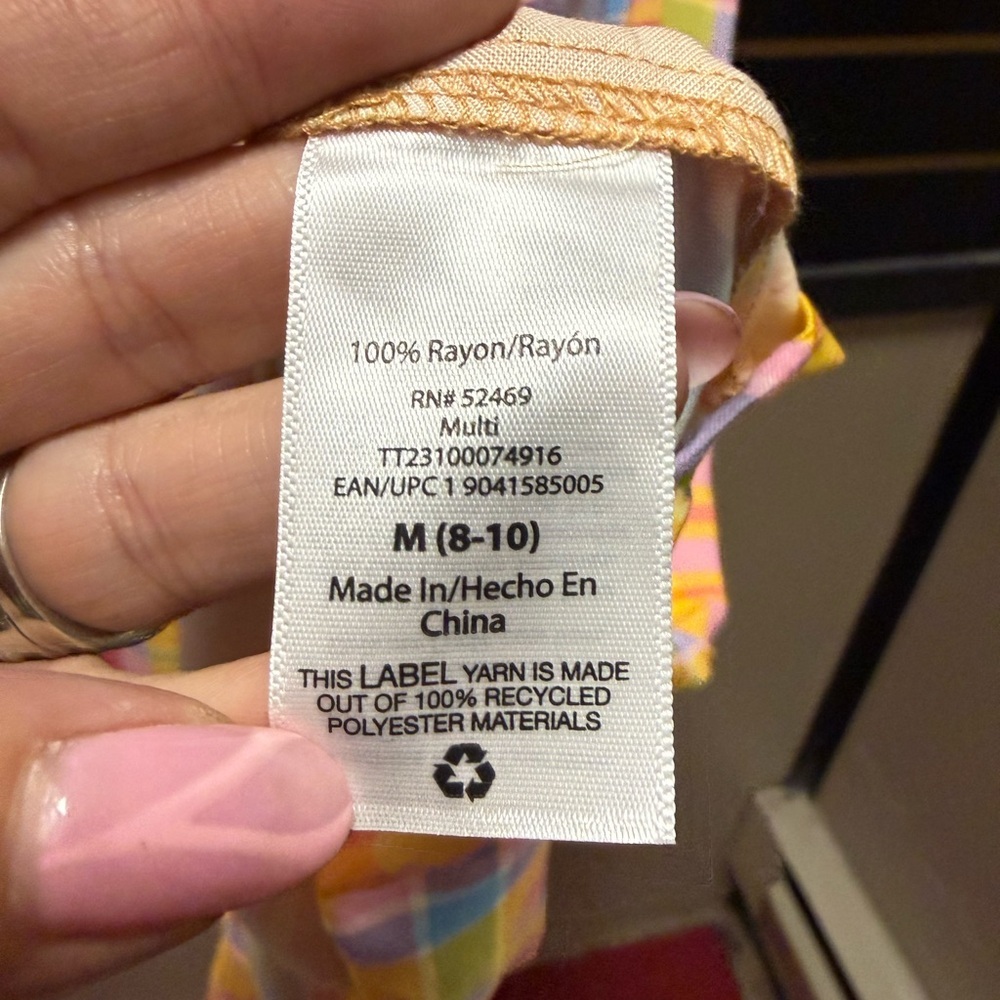 100% Rayon/Rayón
RN# 52469
Multi
TT23100074916
EAN/UPC 1 9041585005
M (8-10)
Made In/Hecho En
China
THIS LABEL YARN IS MADE
OUT OF 100% RECYCLED
POLYESTER MATERIALS